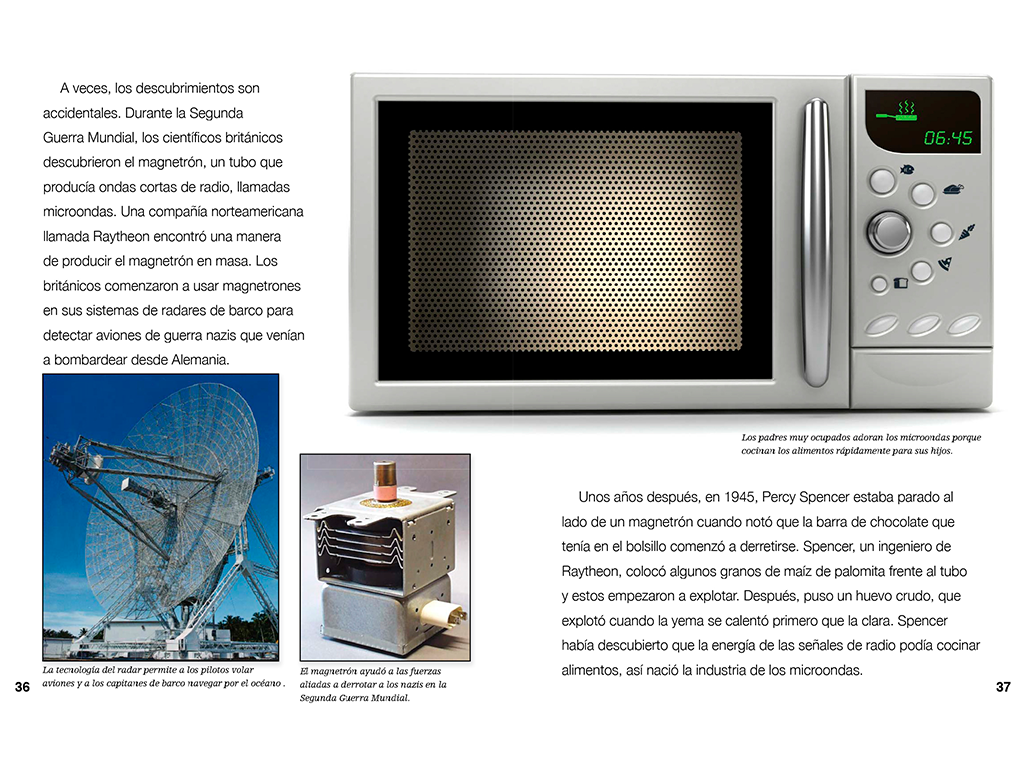 A veces, los descubrimientos son
accidentales. Durante la Segunda
Guerra Mundial, los científicos británicos
descubrieron el magnetrón, un tubo que
producía ondas cortas de radio, llamadas
microondas. Una compañía norteamericana
llamada Raytheon encontró una manera
de producir el magnetrón en masa. Los
británicos comenzaron a usar magnetrones
en sus sistemas de radares de barco para
detectar aviones de guerra nazis que venían
a bombardear desde Alemania.
La tecnología del radar permite a los pilotos volar
aviones y a los capitanes de barco navegar por el océano .
36
El magnetrón ayudó a las fuerzas
aliadas a derrotar a los nazis en la
Segunda Guerra Mundial.
06:45
Los padres muy ocupados adoran los microondas porque
cocinan los alimentos rápidamente para sus hijos.
Unos años después, en 1945, Percy Spencer estaba parado al
lado de un magnetrón cuando notó que la barra de chocolate que
tenía en el bolsillo comenzó a derretirse. Spencer, un ingeniero de
Raytheon, colocó algunos granos de maíz de palomita frente al tubo
y estos empezaron a explotar. Después, puso un huevo crudo, que
explotó cuando la yema se calentó primero que la clara. Spencer
había descubierto que la energía de las señales de radio podía cocinar
alimentos, así nació la industria de los microondas.
37